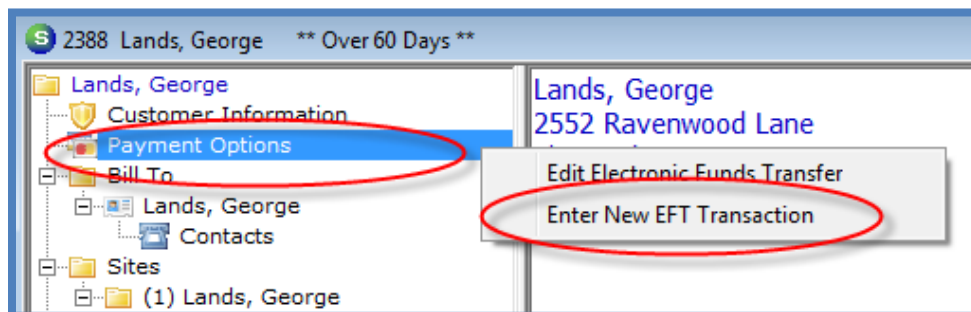 S 2388 Lands, George ** Over 60 Days **
Lands, George
Customer Information
Payment Options
Bill To
Lands, George
Contacts
Sites
(1) Lands, George
Lands, George
2552 Ravenwood Lane
Edit Electronic Funds Transfer
Enter New EFT Transaction